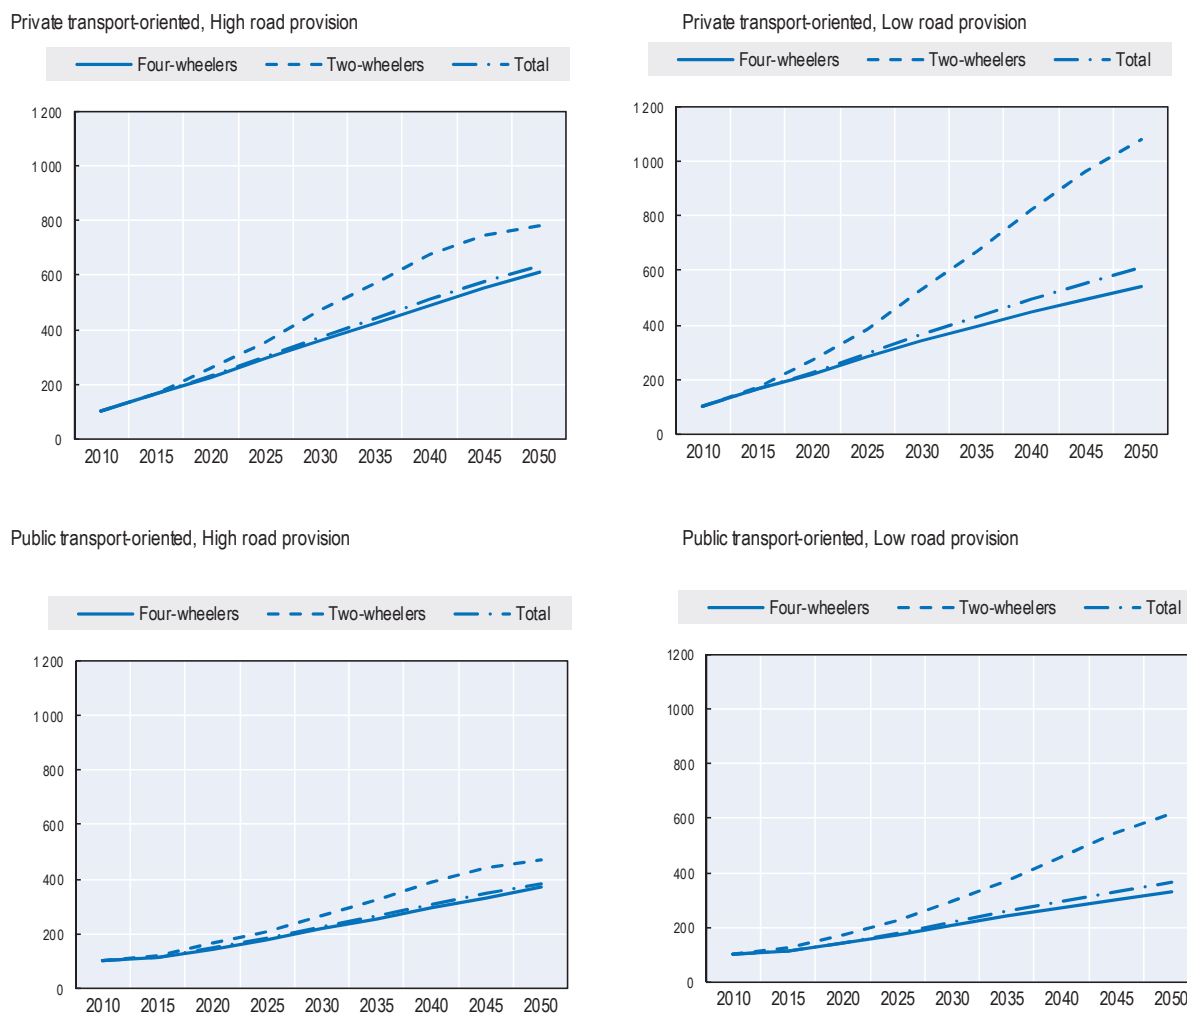 Private transport-oriented, High road provision
Four-wheelers Two-wheelers Total
1 200
1 000
800
600
400
200
0
2010 2015 2020 2025 2030 2035 2040 2045 2050
Private transport-oriented, Low road provision
Four-wheelers Two-wheelers Total
1 200
1 000
800
600
400
200
0
2010 2015 2020 2025 2030 2035 2040 2045 2050
Public transport-oriented, High road provision
Four-wheelers Two-wheelers Total
1 200
1 000
800
600
400
200
0
2010 2015 2020 2025 2030 2035 2040 2045 2050
Public transport-oriented, Low road provision
Four-wheelers Two-wheelers Total
1200
1000
800
600
400
200
0
2010 2015 2020 2025 2030 2035 2040 2045 2050